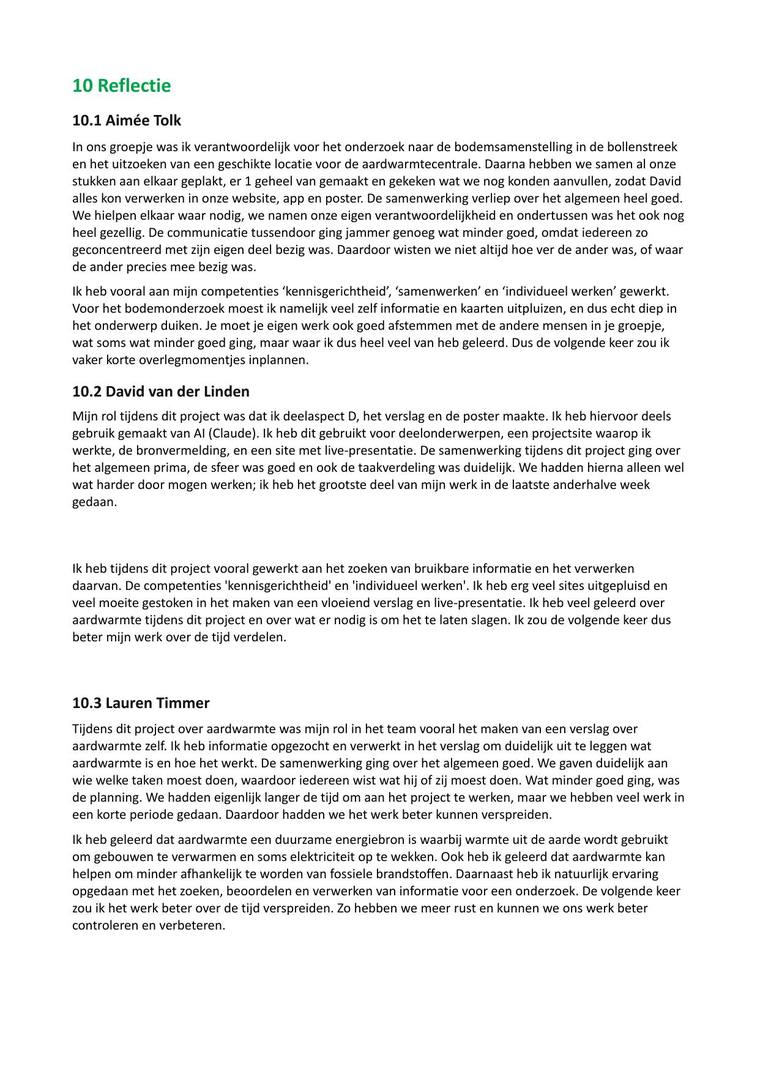 10 Reflectie
10.1 Aimée Tolk
In ons groepje was ik verantwoordelijk voor het onderzoek naar de bodemsamenstelling in de bollenstreek
en het uitzoeken van een geschikte locatie voor de aardwarmtecentrale. Daarna hebben we samen al onze
stukken aan elkaar geplakt, er 1 geheel van gemaakt en gekeken wat we nog konden aanvullen, zodat David
alles kon verwerken in onze website, app en poster. De samenwerking verliep over het algemeen heel goed.
We hielpen elkaar waar nodig, we namen onze eigen verantwoordelijkheid en ondertussen was het ook nog
heel gezellig. De communicatie tussendoor ging jammer genoeg wat minder goed, omdat iedereen zo
geconcentreerd met zijn eigen deel bezig was. Daardoor wisten we niet altijd hoe ver de ander was, of waar
de ander precies mee bezig was.
Ik heb vooral aan mijn competenties ‘kennisgerichtheid’, ‘samenwerken’ en ‘individueel werken’ gewerkt.
Voor het bodemonderzoek moest ik namelijk veel zelf informatie en kaarten uitpluizen, en dus echt diep in
het onderwerp duiken. Je moet je eigen werk ook goed afstemmen met de andere mensen in je groepje,
wat soms wat minder goed ging, maar waar ik dus heel veel van heb geleerd. Dus de volgende keer zou ik
vaker korte overlegmomentjes inplannen.
10.2 David van der Linden
Mijn rol tijdens dit project was dat ik deelaspect D, het verslag en de poster maakte. Ik heb hiervoor deels
gebruik gemaakt van AI (Claude). Ik heb dit gebruikt voor deelonderwerpen, een projectsite waarop ik
werkte, de bronvermelding, en een site met live-presentatie. De samenwerking tijdens dit project ging over
het algemeen prima, de sfeer was goed en ook de taakverdeling was duidelijk. We hadden hierna alleen wel
wat harder door mogen werken; ik heb het grootste deel van mijn werk in de laatste anderhalve week
gedaan.
Ik heb tijdens dit project vooral gewerkt aan het zoeken van bruikbare informatie en het verwerken
daarvan. De competenties 'kennisgerichtheid' en 'individueel werken'. Ik heb erg veel sites uitgepluisd en
veel moeite gestoken in het maken van een vloeiend verslag en live-presentatie. Ik heb veel geleerd over
aardwarmte tijdens dit project en over wat er nodig is om het te laten slagen. Ik zou de volgende keer dus
beter mijn werk over de tijd verdelen.
10.3 Lauren Timmer
Tijdens dit project over aardwarmte was mijn rol in het team vooral het maken van een verslag over
aardwarmte zelf. Ik heb informatie opgezocht en verwerkt in het verslag om duidelijk uit te leggen wat
aardwarmte is en hoe het werkt. De samenwerking ging over het algemeen goed. We gaven duidelijk aan
wie welke taken moest doen, waardoor iedereen wist wat hij of zij moest doen. Wat minder goed ging, was
de planning. We hadden eigenlijk langer de tijd om aan het project te werken, maar we hebben veel werk in
een korte periode gedaan. Daardoor hadden we het werk beter kunnen verspreiden.
Ik heb geleerd dat aardwarmte een duurzame energiebron is waarbij warmte uit de aarde wordt gebruikt
om gebouwen te verwarmen en soms elektriciteit op te wekken. Ook heb ik geleerd dat aardwarmte kan
helpen om minder afhankelijk te worden van fossiele brandstoffen. Daarnaast heb ik natuurlijk ervaring
opgedaan met het zoeken, beoordelen en verwerken van informatie voor een onderzoek. De volgende keer
zou ik het werk beter over de tijd verspreiden. Zo hebben we meer rust en kunnen we ons werk beter
controleren en verbeteren.